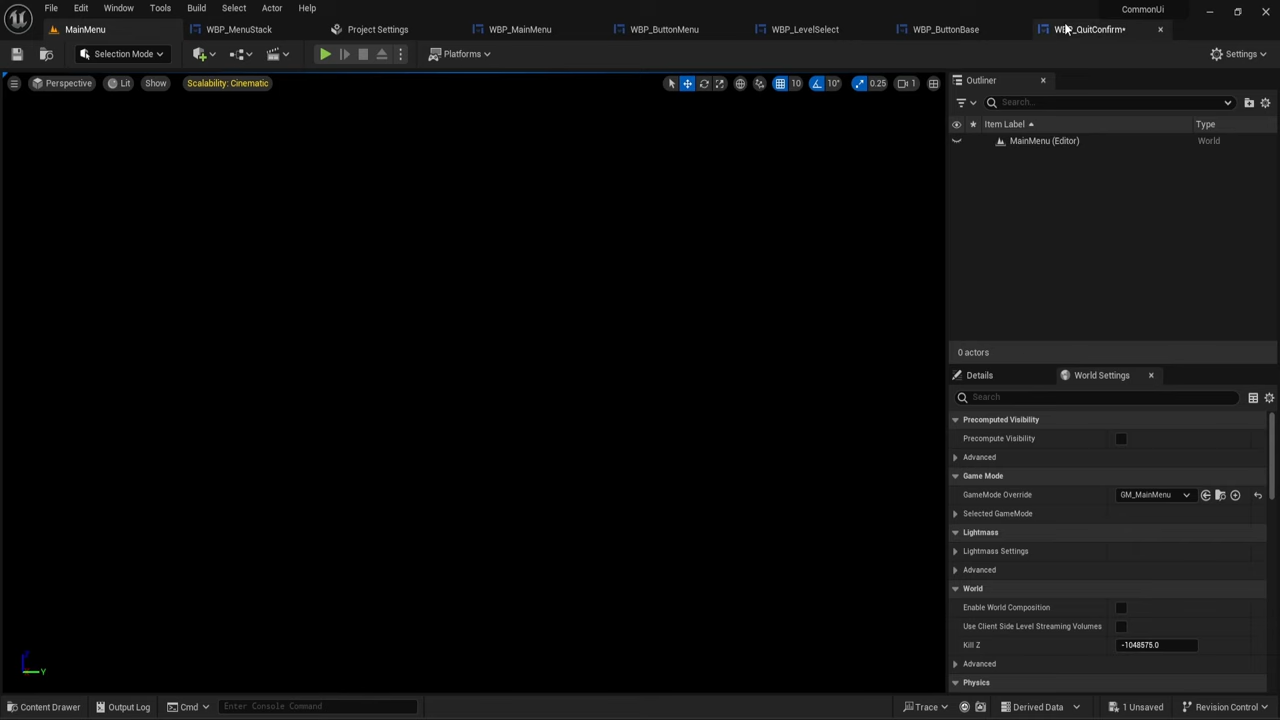 File Edit Window Tools Build Select Actor Help
CommonUi
MainMenu WBP_MenuStack Project Settings WBP_MainMenu WBP_ButtonMenu WBP_LevelSelect WBP_ButtonBase WBP_QuitConfirm•
Selection Mode Platforms Settings
Perspective Lit Show Scalability: Cinematic 10 10° 0.25 1
Outliner
Search...
Item Label Type
MainMenu (Editor) World
0 actors
Details World Settings
Search
Precomputed Visibility
Precompute Visibility
Advanced
Game Mode
GameMode Override GM_MainMenu
Selected GameMode
Lightmass
Lightmass Settings
Advanced
World
Enable World Composition
Use Client Side Level Streaming Volumes
Kill Z -1048575.0
Advanced
Physics
Y
Content Drawer Output Log Cmd Enter Console Command Trace Derived Data 1 Unsaved Revision Control